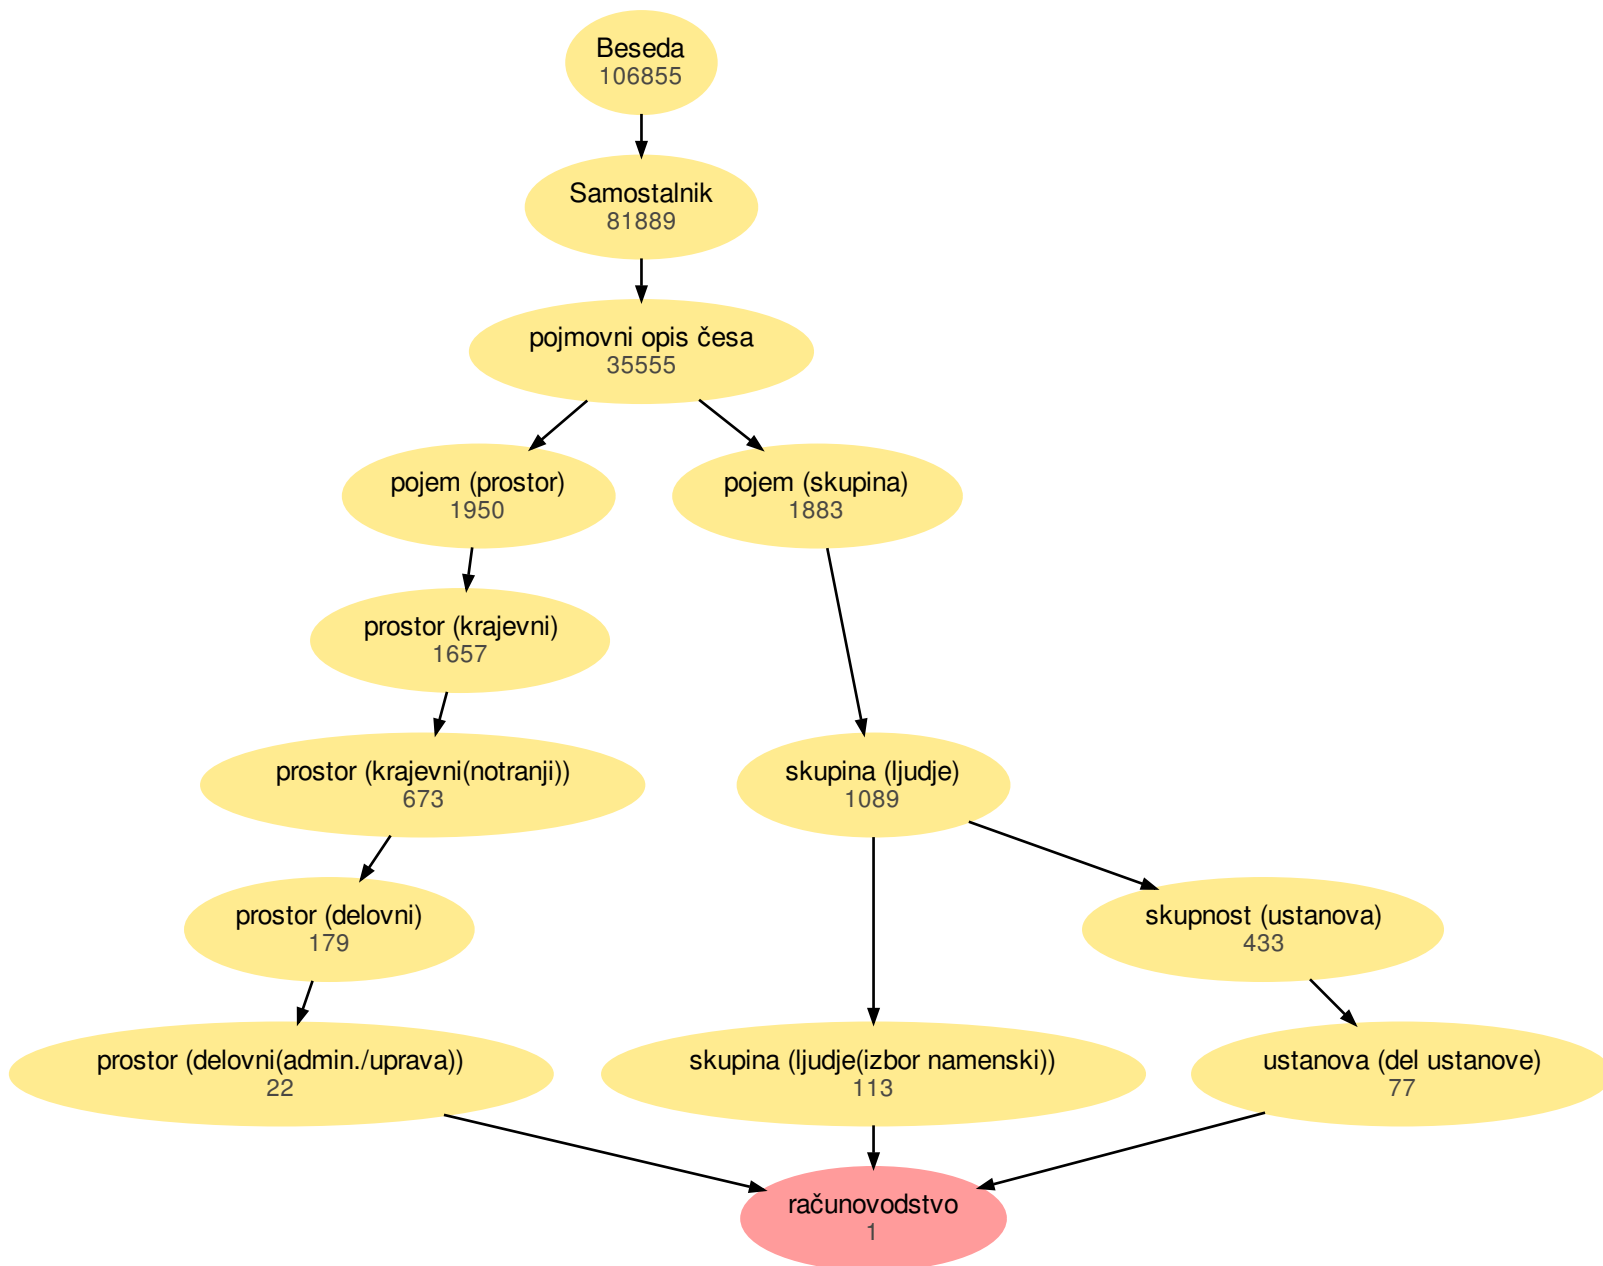 Beseda
106855
Samostalnik
81889
pojmovni opis česa
35555
pojem (prostor)
1950
pojem (skupina)
1883
prostor (krajevni)
1657
prostor (krajevni(notranji))
673
skupina (ljudje)
1089
prostor (delovni)
179
skupnost (ustanova)
433
prostor (delovni(admin./uprava))
22
skupina (ljudje(izbor namenski))
113
ustanova (del ustanove)
77
računovodstvo
1